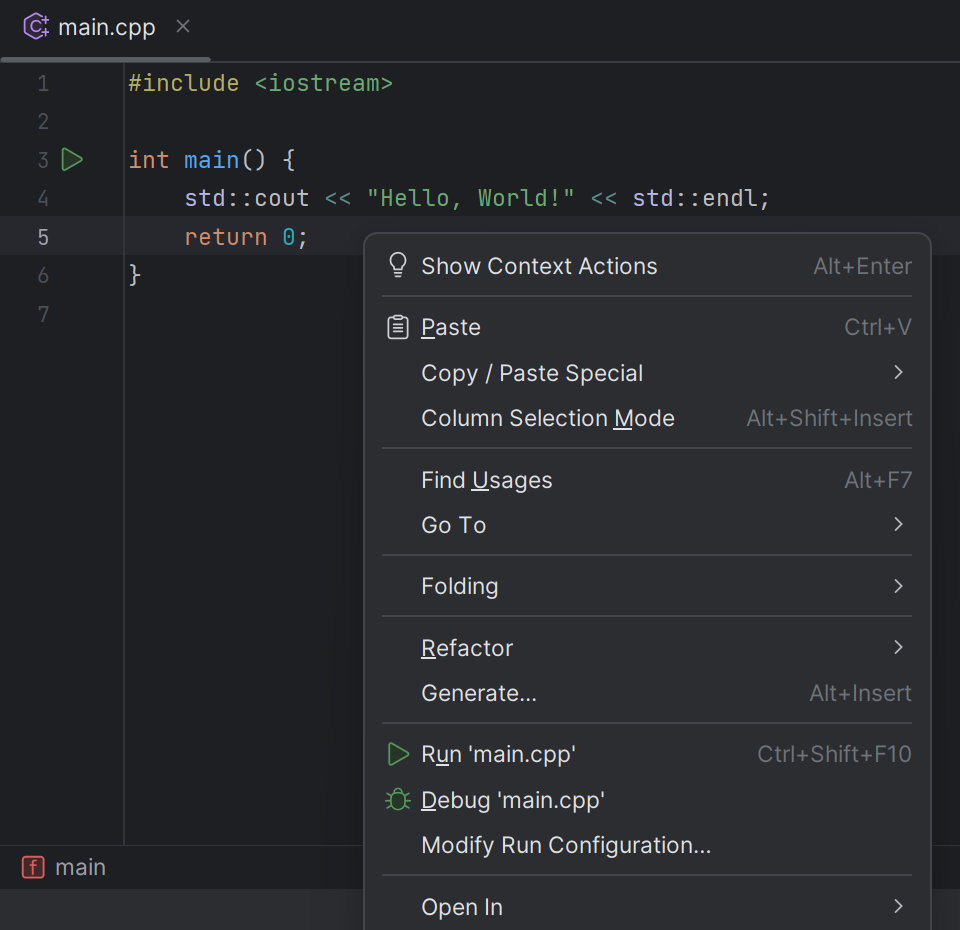 main.cpp
1 #include <iostream>
2
3 int main() {
4     std::cout << "Hello, World!" << std::endl;
5     return 0;
6 }
7
Show Context Actions Alt+Enter
Paste Ctrl+V
Copy / Paste Special
Column Selection Mode Alt+Shift+Insert
Find Usages Alt+F7
Go To
Folding
Refactor
Generate... Alt+Insert
Run 'main.cpp' Ctrl+Shift+F10
Debug 'main.cpp'
Modify Run Configuration...
Open In
f main